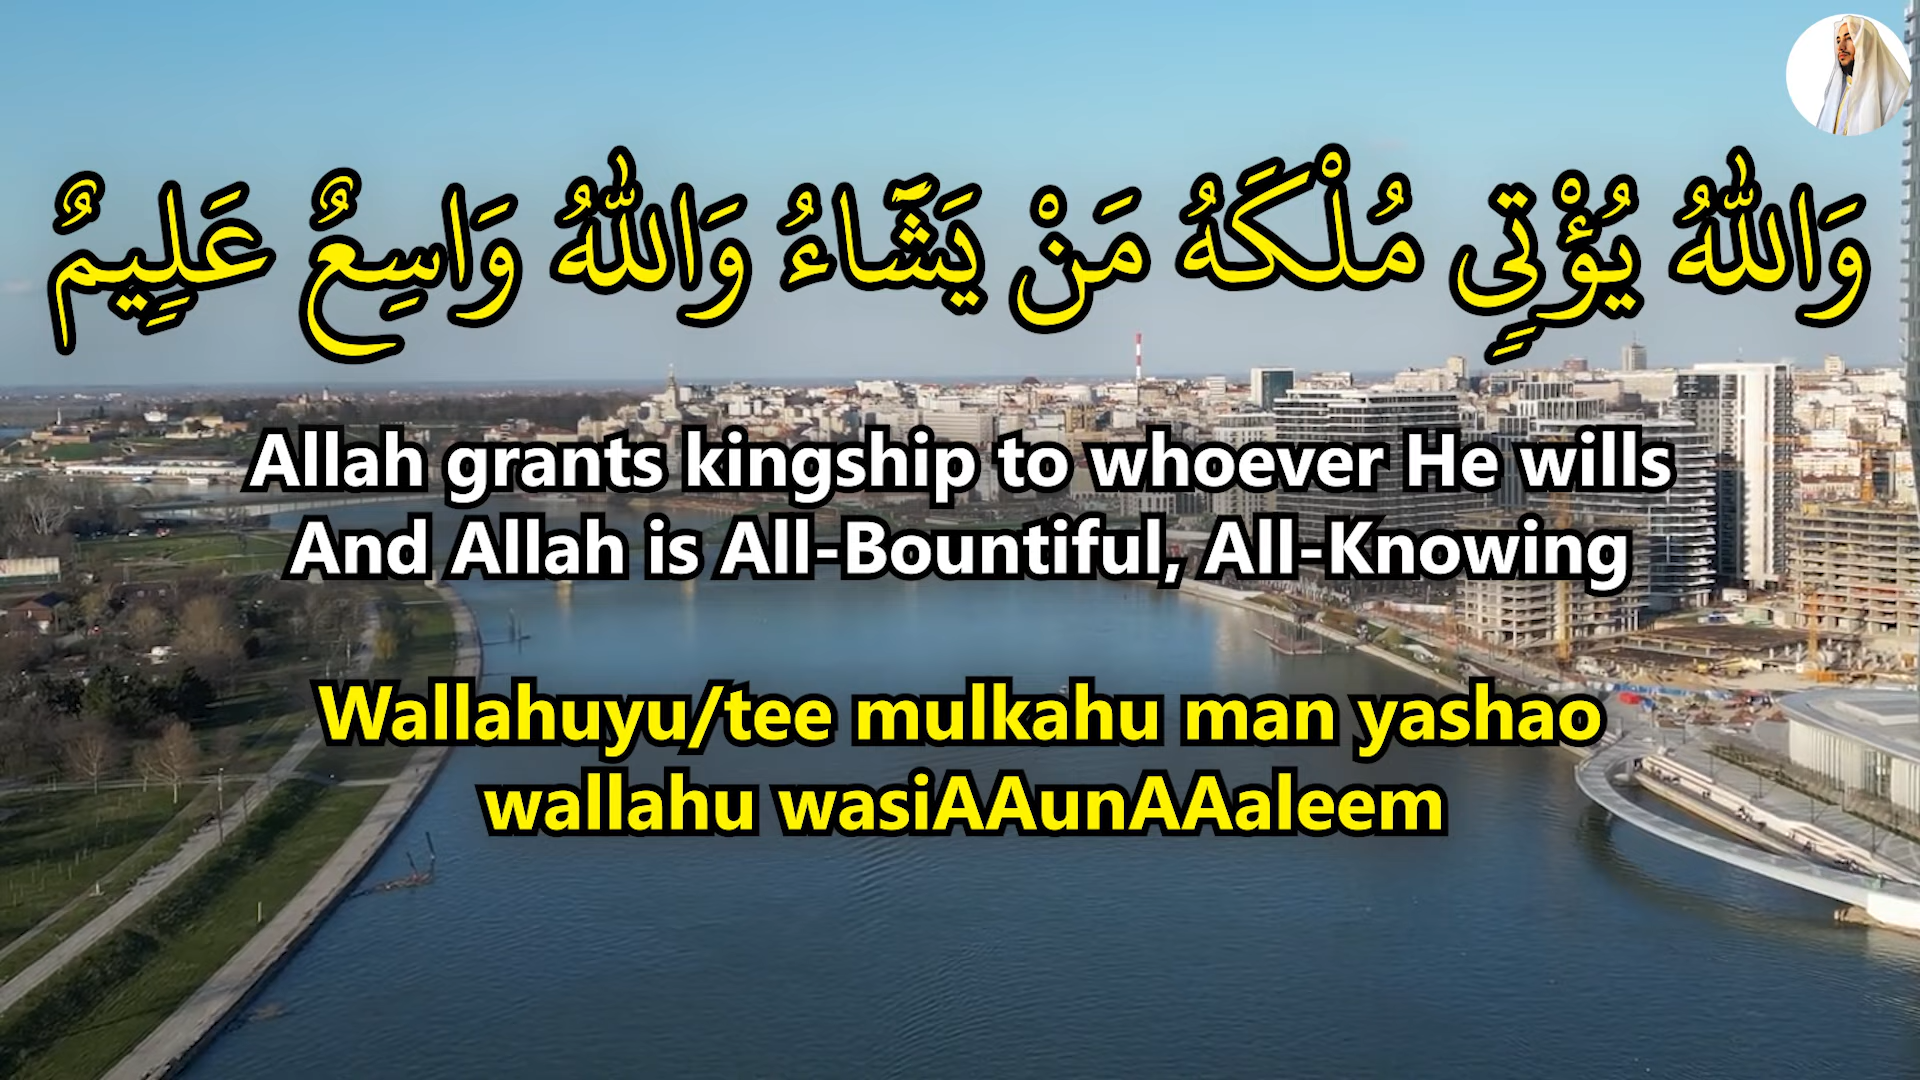 وَاللّٰهُ يُؤْتِي مُلْكَهُ مَنْ يَشَآءُ وَاللّٰهُ وَاسِعٌ عَلِيمٌ
Allah grants kingship to whoever He wills
And Allah is All-Bountiful, All-Knowing
Wallahuyu/tee mulkahu man yashao
wallahu wasiAAunAAaleem